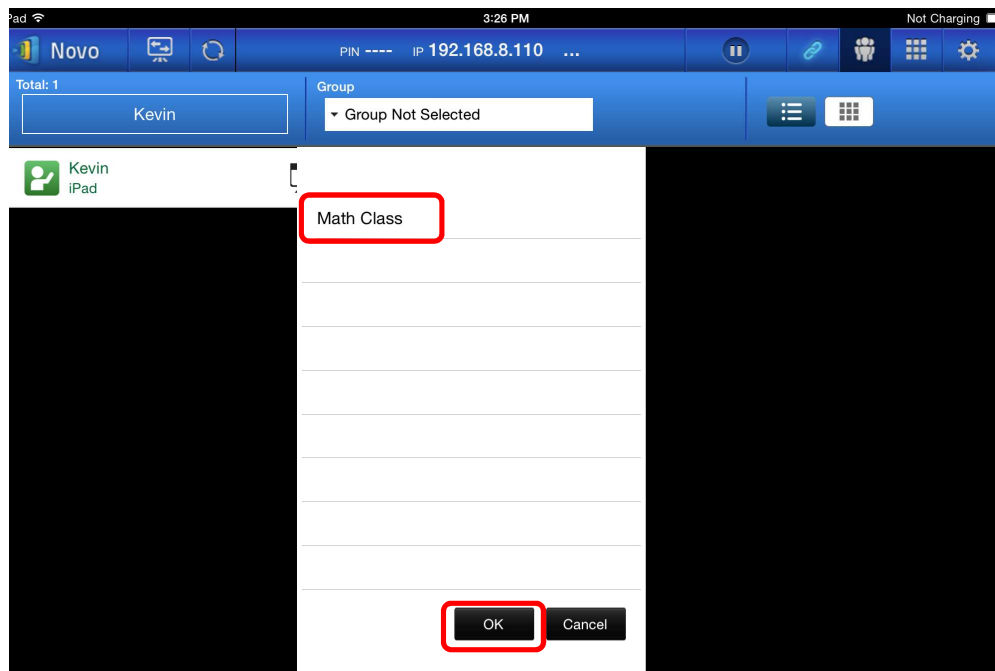 Pad 3:26 PM Not Charging
Novo PIN ---- IP 192.168.8.110 ...
Total: 1 Group
Kevin Group Not Selected
Kevin
iPad
Math Class
OK Cancel